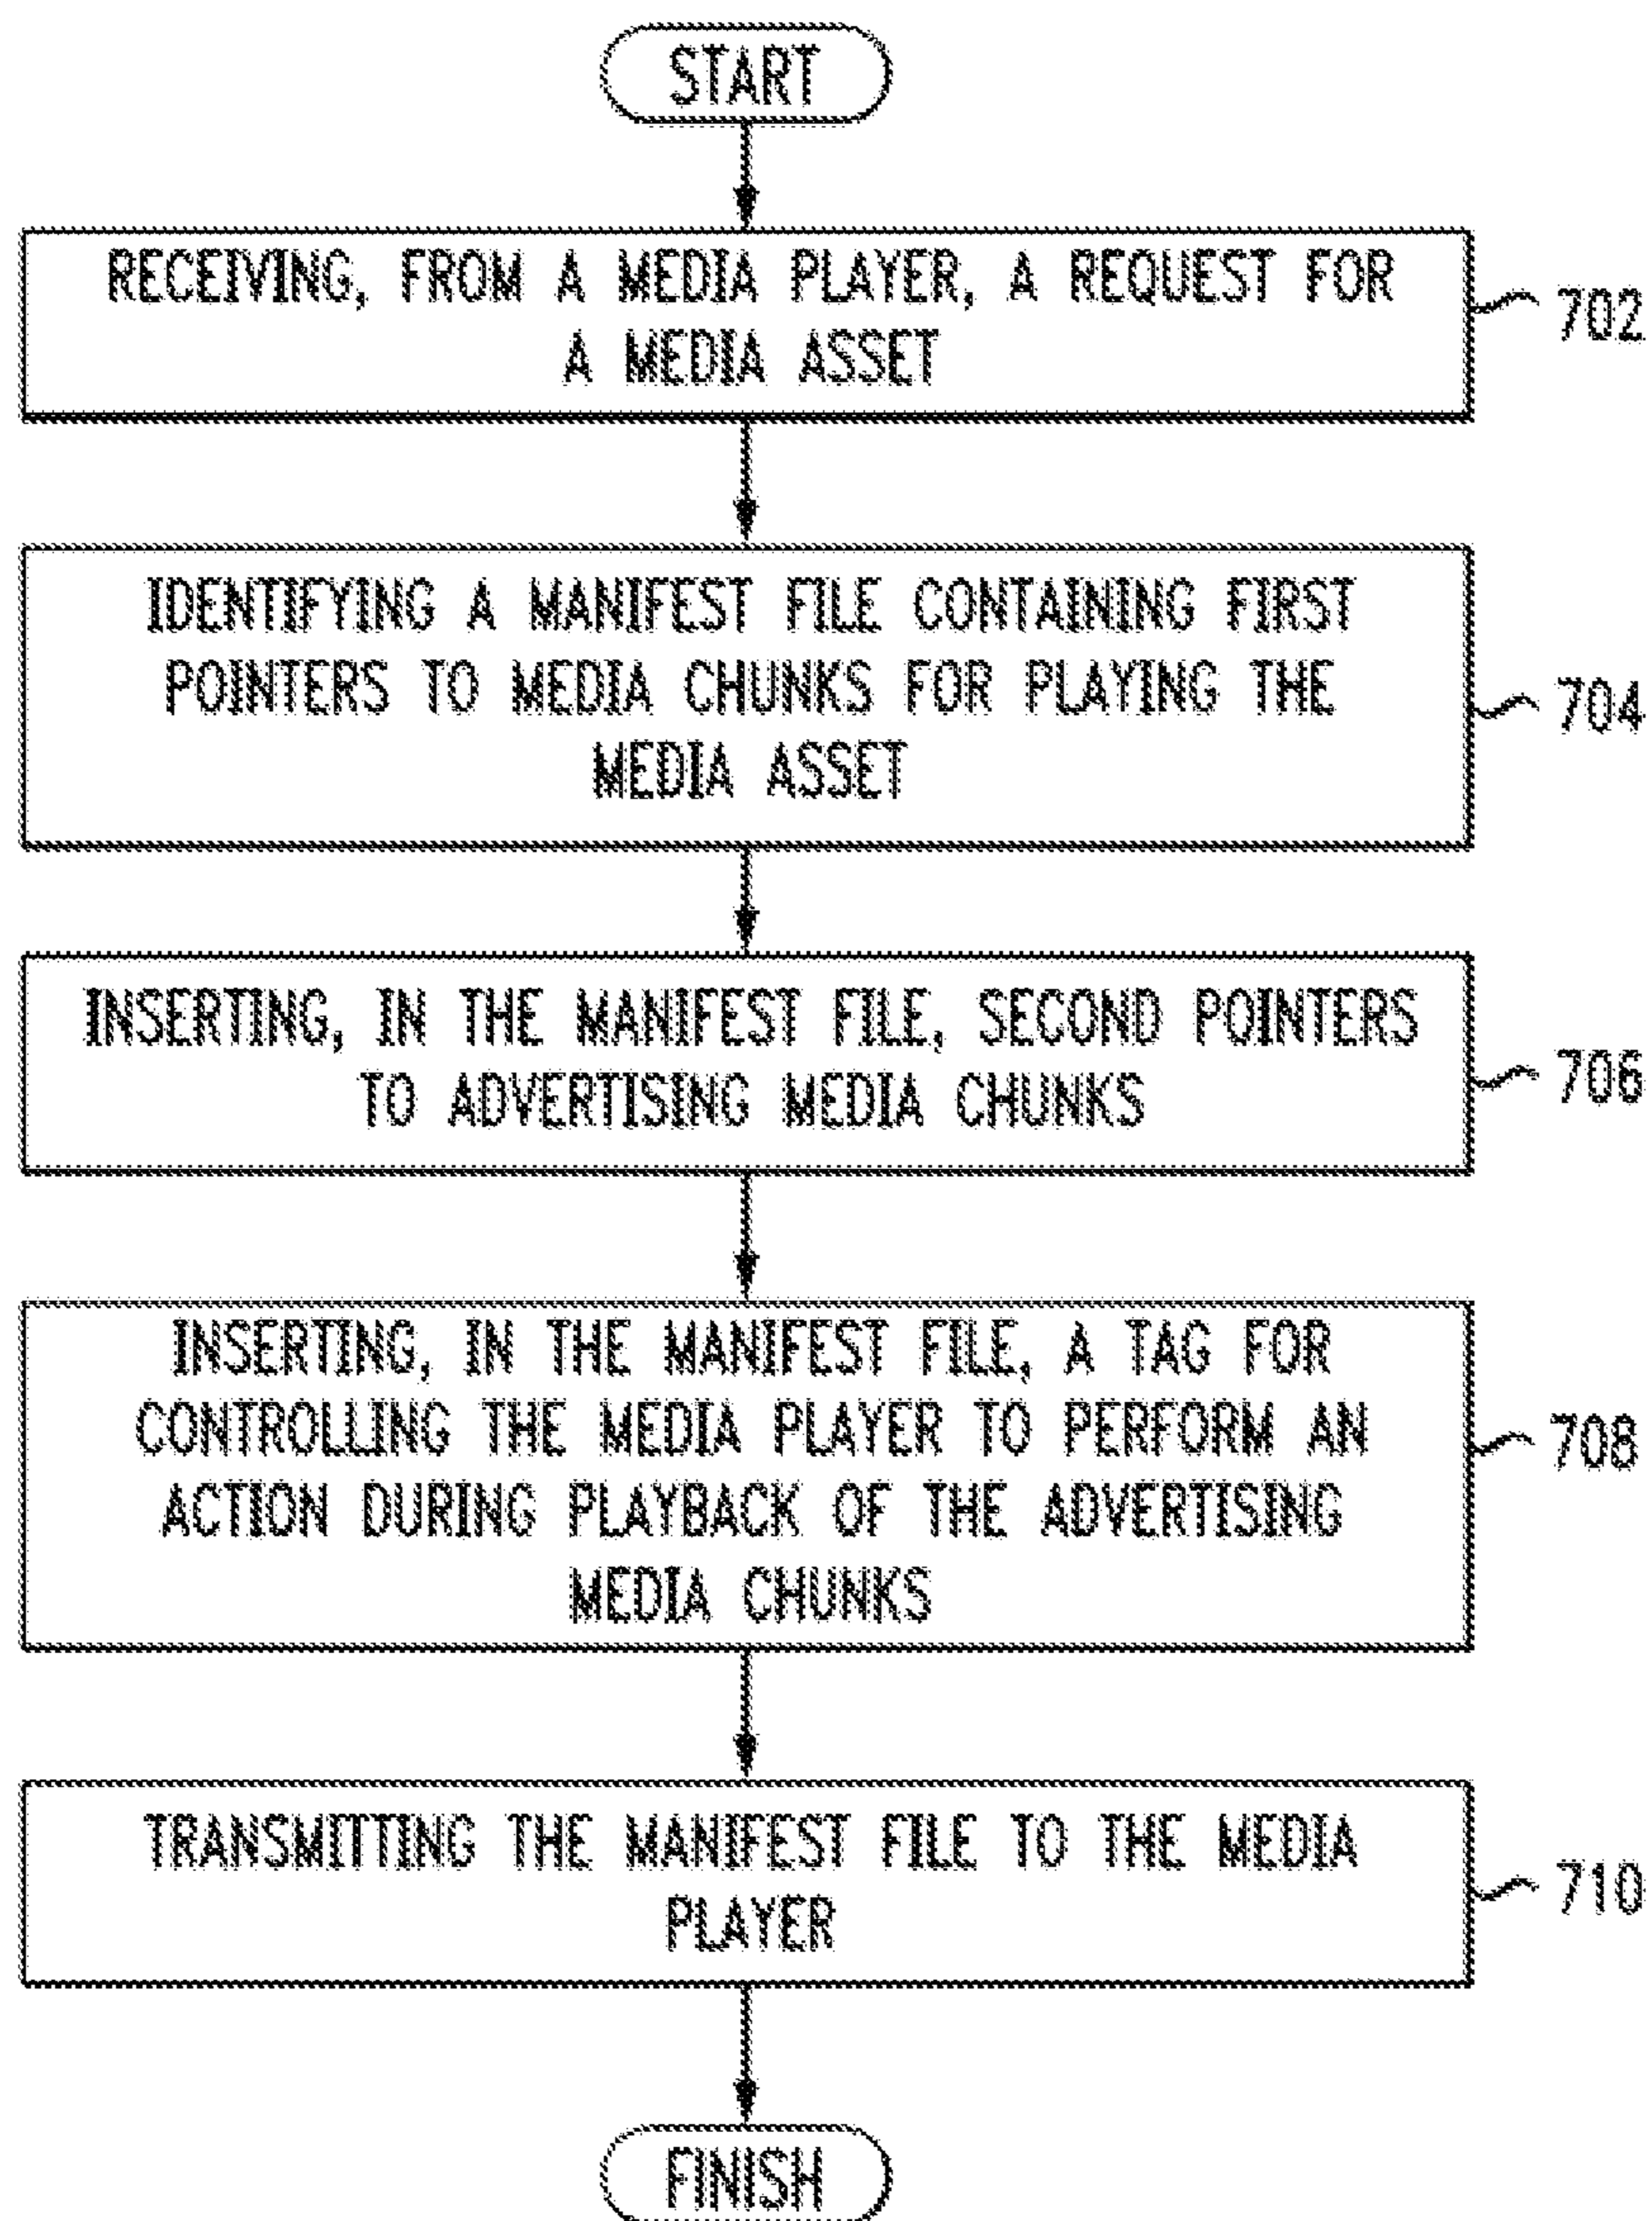 START
RECEIVING, FROM A MEDIA PLAYER, A REQUEST FOR
A MEDIA ASSET
702
IDENTIFYING A MANIFEST FILE CONTAINING FIRST
POINTERS TO MEDIA CHUNKS FOR PLAYING THE
MEDIA ASSET
704
INSERTING, IN THE MANIFEST FILE, SECOND POINTERS
TO ADVERTISING MEDIA CHUNKS
706
INSERTING, IN THE MANIFEST FILE, A TAG FOR
CONTROLLING THE MEDIA PLAYER TO PERFORM AN
ACTION DURING PLAYBACK OF THE ADVERTISING
MEDIA CHUNKS
708
TRANSMITTING THE MANIFEST FILE TO THE MEDIA
PLAYER
710
FINISH